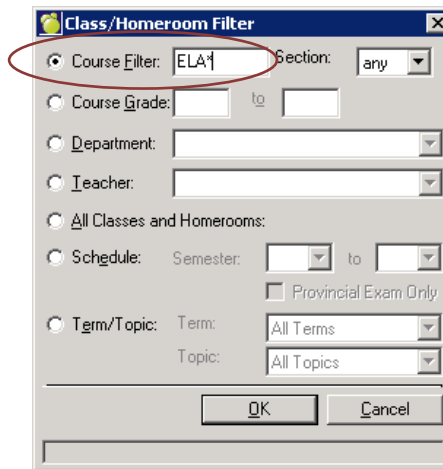 Class/Homeroom Filter
Course Filter: ELA* Section: any
Course Grade: to
Department:
Teacher:
All Classes and Homerooms:
Schedule: Semester: to
Provincial Exam Only
Term/Topic: Term: All Terms
Topic: All Topics
OK Cancel